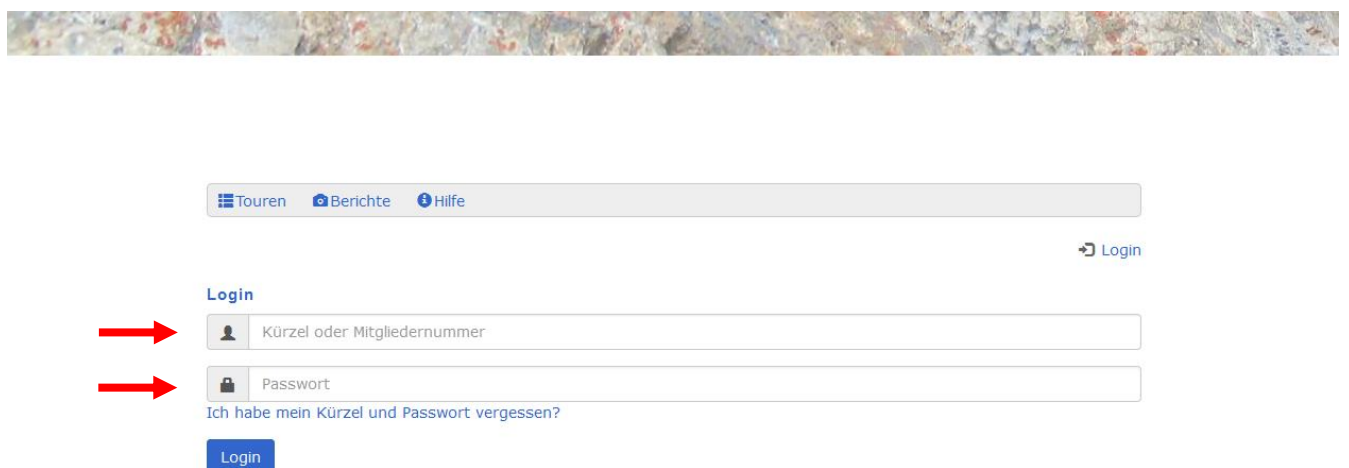 Touren Berichte Hilfe
Login
Login
Kürzel oder Mitgliedernummer
Passwort
Ich habe mein Kürzel und Passwort vergessen?
Login